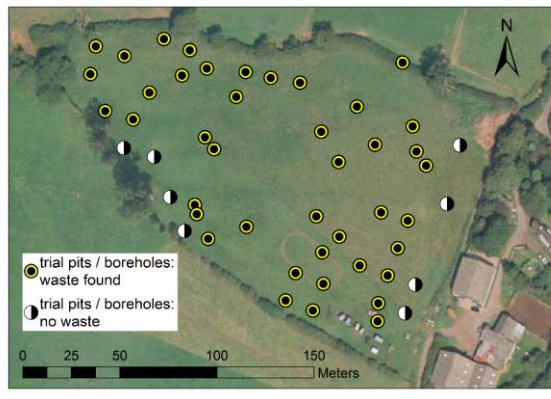 N
trial pits / boreholes:
waste found
trial pits / boreholes:
no waste
0 25 50 100 150
Meters